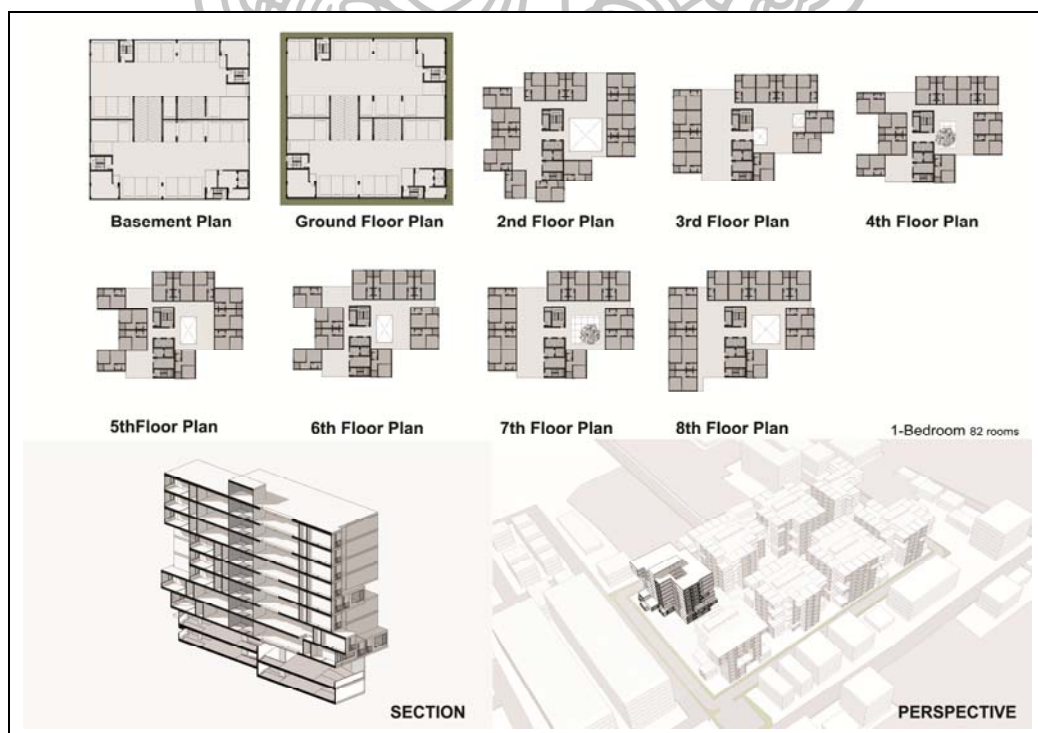 Basement Plan
Ground Floor Plan
2nd Floor Plan
3rd Floor Plan
4th Floor Plan
5thFloor Plan
6th Floor Plan
7th Floor Plan
8th Floor Plan
1-Bedroom 82 rooms
SECTION
PERSPECTIVE